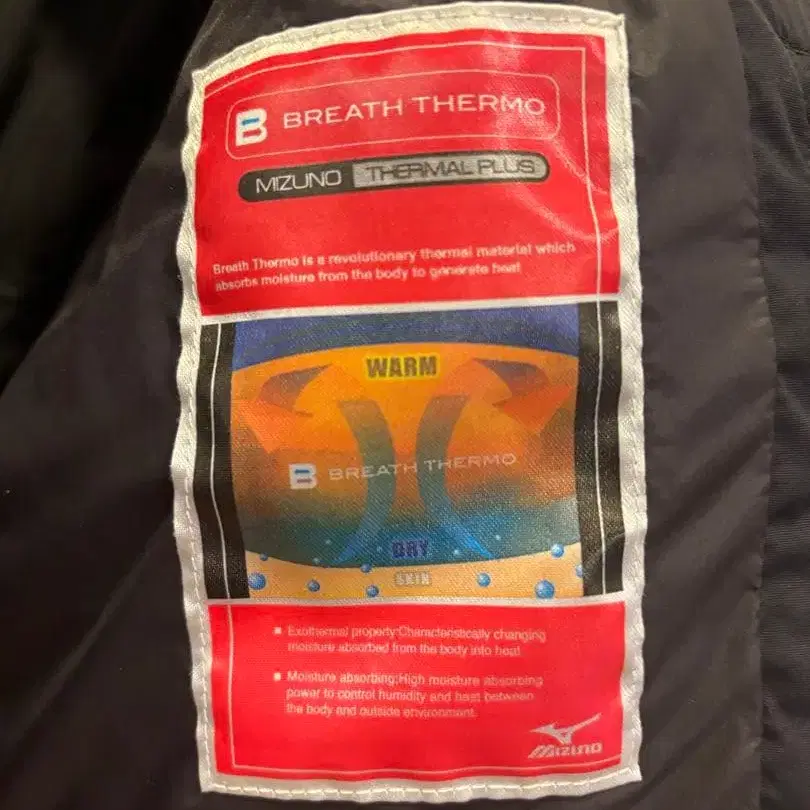 B BREATH THERMO
MIZUNO THERMAL PLUS
Breath Thermo is a revolutionary thermal material which
absorbs moisture from the body to generate heat
WARM
B BREATH THERMO
DRY
SKIN
■ Exothermal property:Characteristically changing
moisture absorbed from the body into heat
■ Moisture absorbing:High moisture absorbing
power to control humidity and heat between
the body and outside environment.
MIZUNO